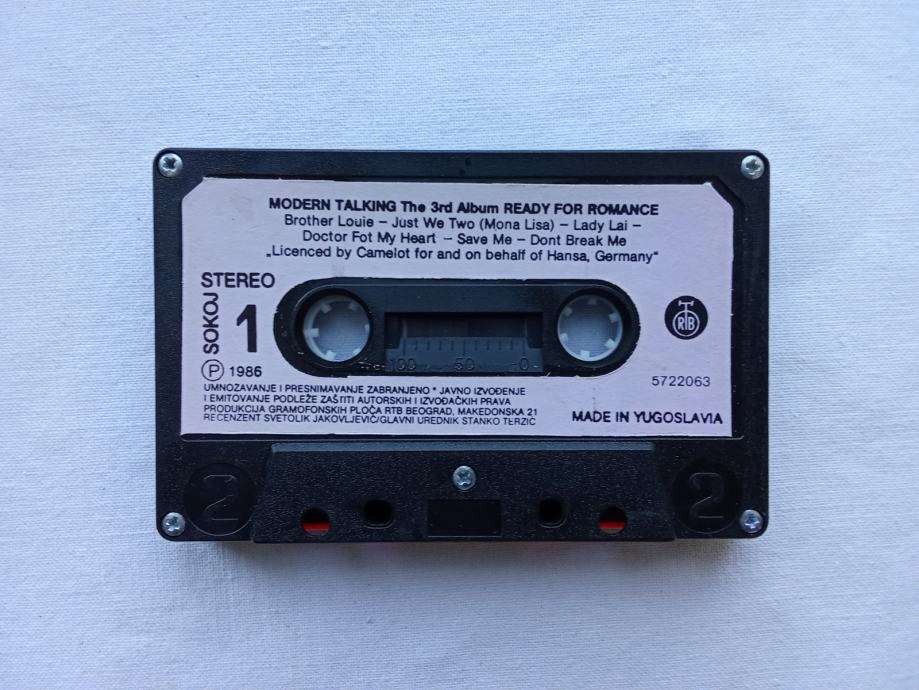 MODERN TALKING The 3rd Album READY FOR ROMANCE
Brother Louie – Just We Two (Mona Lisa) – Lady Lai –
Doctor Fot My Heart – Save Me – Dont Break Me
„Licenced by Camelot for and on behalf of Hansa, Germany“
STEREO
SOKOJ
1
RTB
100 50 0
Ⓟ 1986
5722063
UMNOZAVANJE I PRESNIMAVANJE ZABRANJENO * JAVNO IZVOĐENJE
I EMITOVANJE PODLEŽE ZAŠTITI AUTORSKIH I IZVOĐAČKIH PRAVA
PRODUKCIJA GRAMOFONSKIH PLOČA RTB BEOGRAD, MAKEDONSKA 21
RECENZENT SVETOLIK JAKOVLJEVIĆ/GLAVNI UREDNIK STANKO TERZIĆ
MADE IN YUGOSLAVIA
2 2